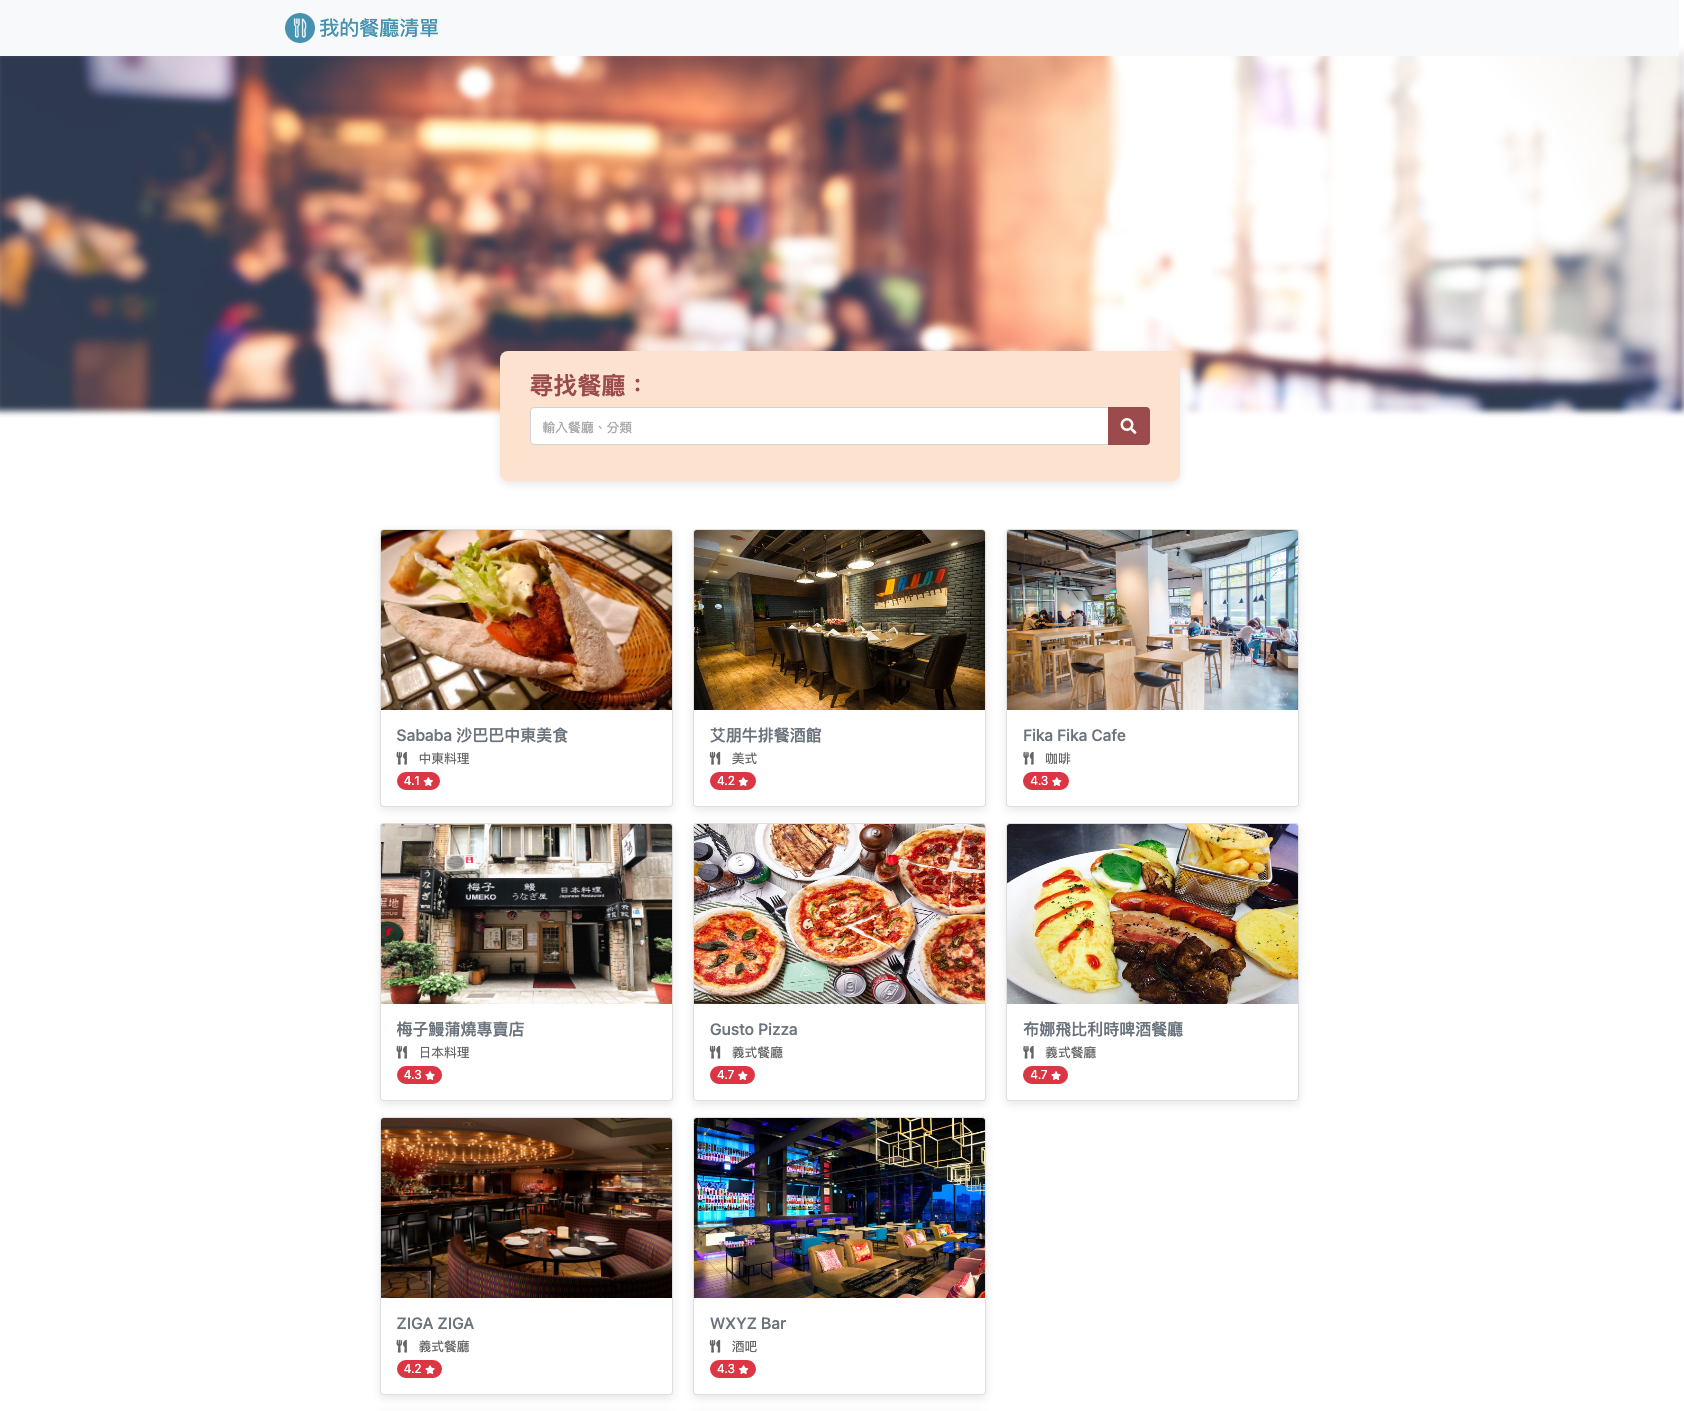 我的餐廳清單
尋找餐廳：
輸入餐廳、分類
Sababa 沙巴巴中東美食
中東料理
4.1
艾朋牛排餐酒館
美式
4.2
Fika Fika Cafe
咖啡
4.3
梅子 鰻 日本料理
UMEKO うなぎ屋 Japanese Restaurant
うなぎ
梅子鰻蒲燒專賣店
日本料理
4.3
Gusto Pizza
義式餐廳
4.7
布娜飛比利時啤酒餐廳
義式餐廳
4.7
ZIGA ZIGA
義式餐廳
4.2
WXYZ Bar
酒吧
4.3